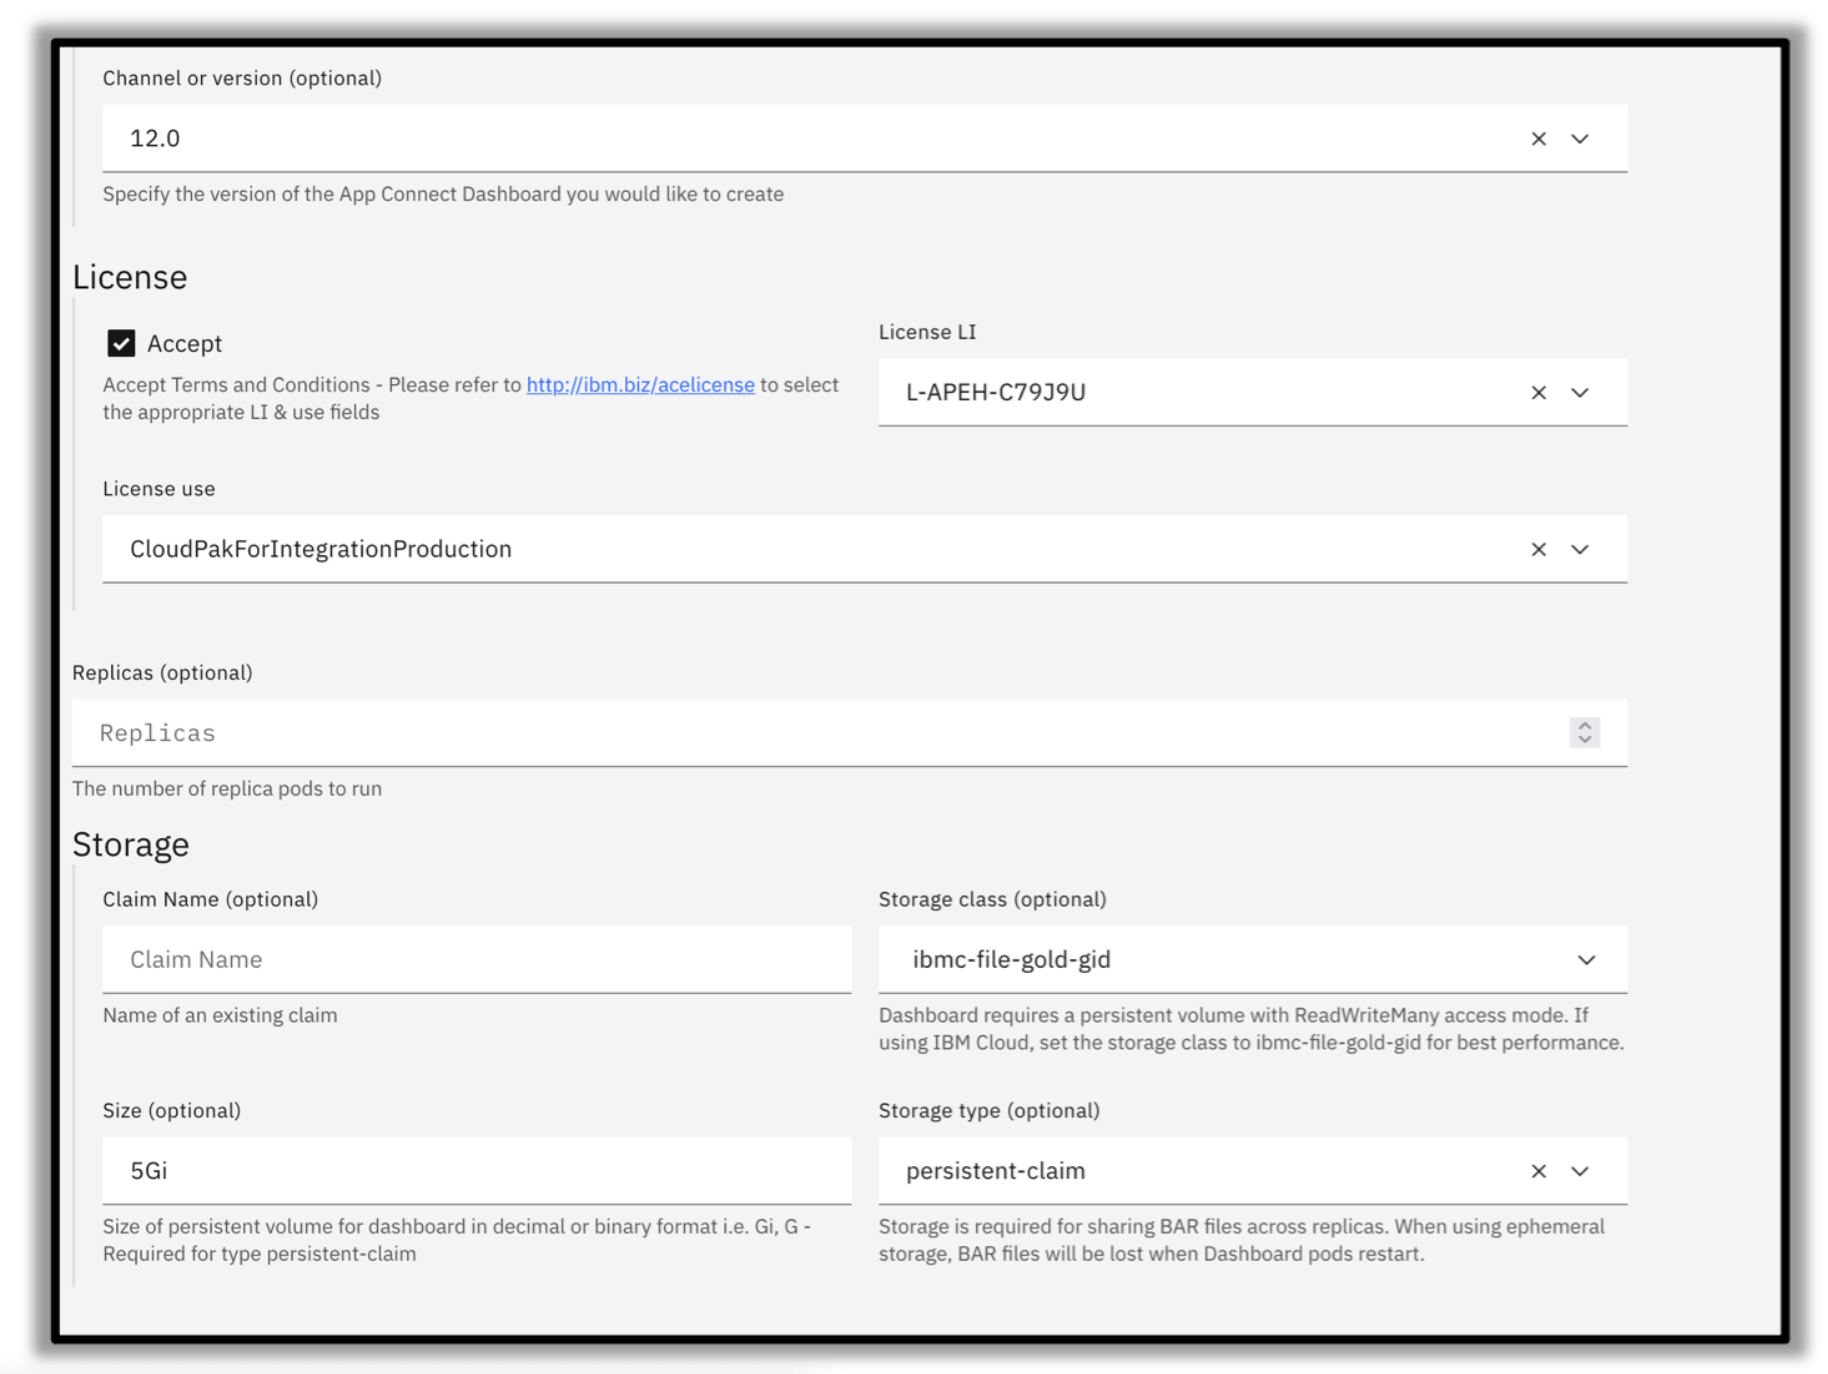 Channel or version (optional)
12.0
Specify the version of the App Connect Dashboard you would like to create
License
Accept
Accept Terms and Conditions - Please refer to http://ibm.biz/acelicense to select
the appropriate LI & use fields
License LI
L-APEH-C79J9U
License use
CloudPakForIntegrationProduction
Replicas (optional)
Replicas
The number of replica pods to run
Storage
Claim Name (optional)
Claim Name
Name of an existing claim
Storage class (optional)
ibmc-file-gold-gid
Dashboard requires a persistent volume with ReadWriteMany access mode. If
using IBM Cloud, set the storage class to ibmc-file-gold-gid for best performance.
Size (optional)
5Gi
Size of persistent volume for dashboard in decimal or binary format i.e. Gi, G -
Required for type persistent-claim
Storage type (optional)
persistent-claim
Storage is required for sharing BAR files across replicas. When using ephemeral
storage, BAR files will be lost when Dashboard pods restart.